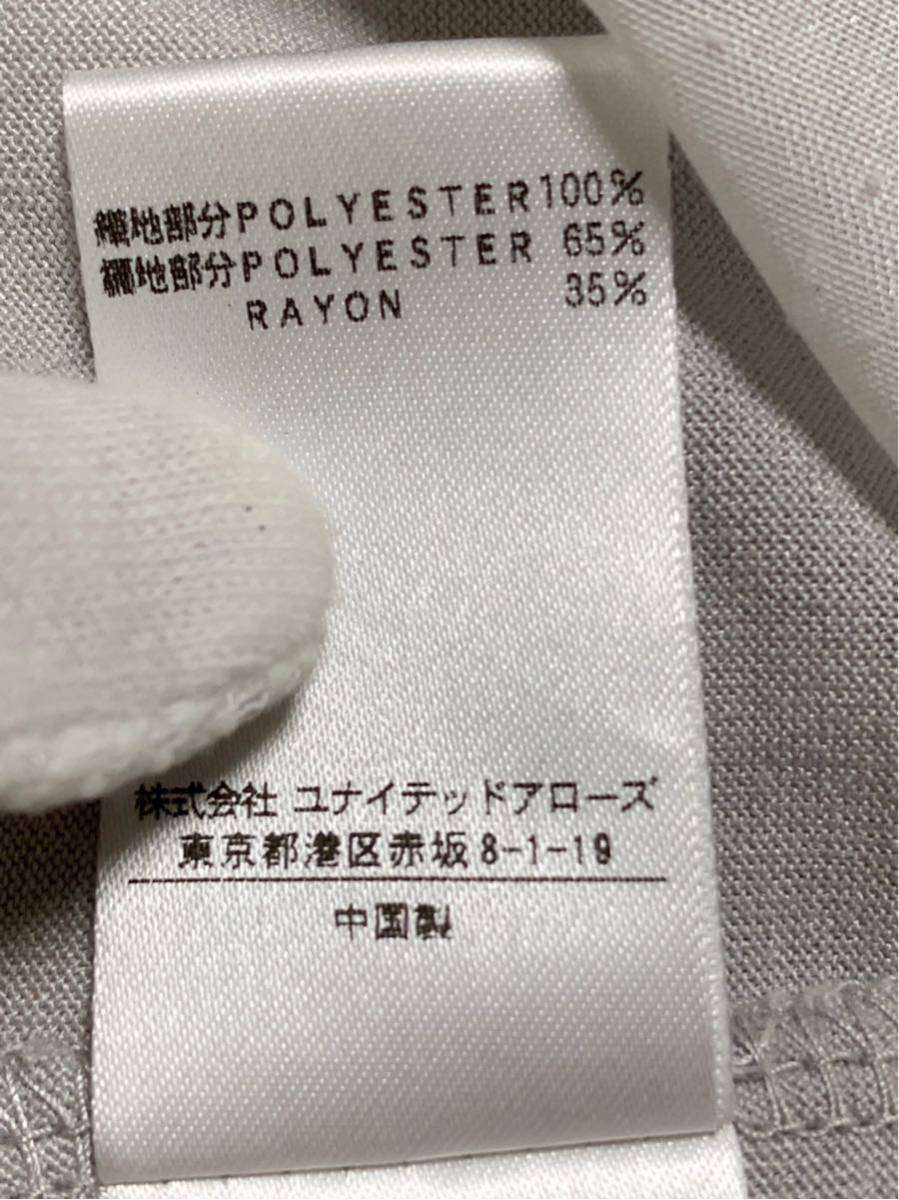 織地部分POLYESTER100%
編地部分POLYESTER 65%
RAYON 35%
株式会社 ユナイテッドアローズ
東京都港区赤坂8-1-19
中国製